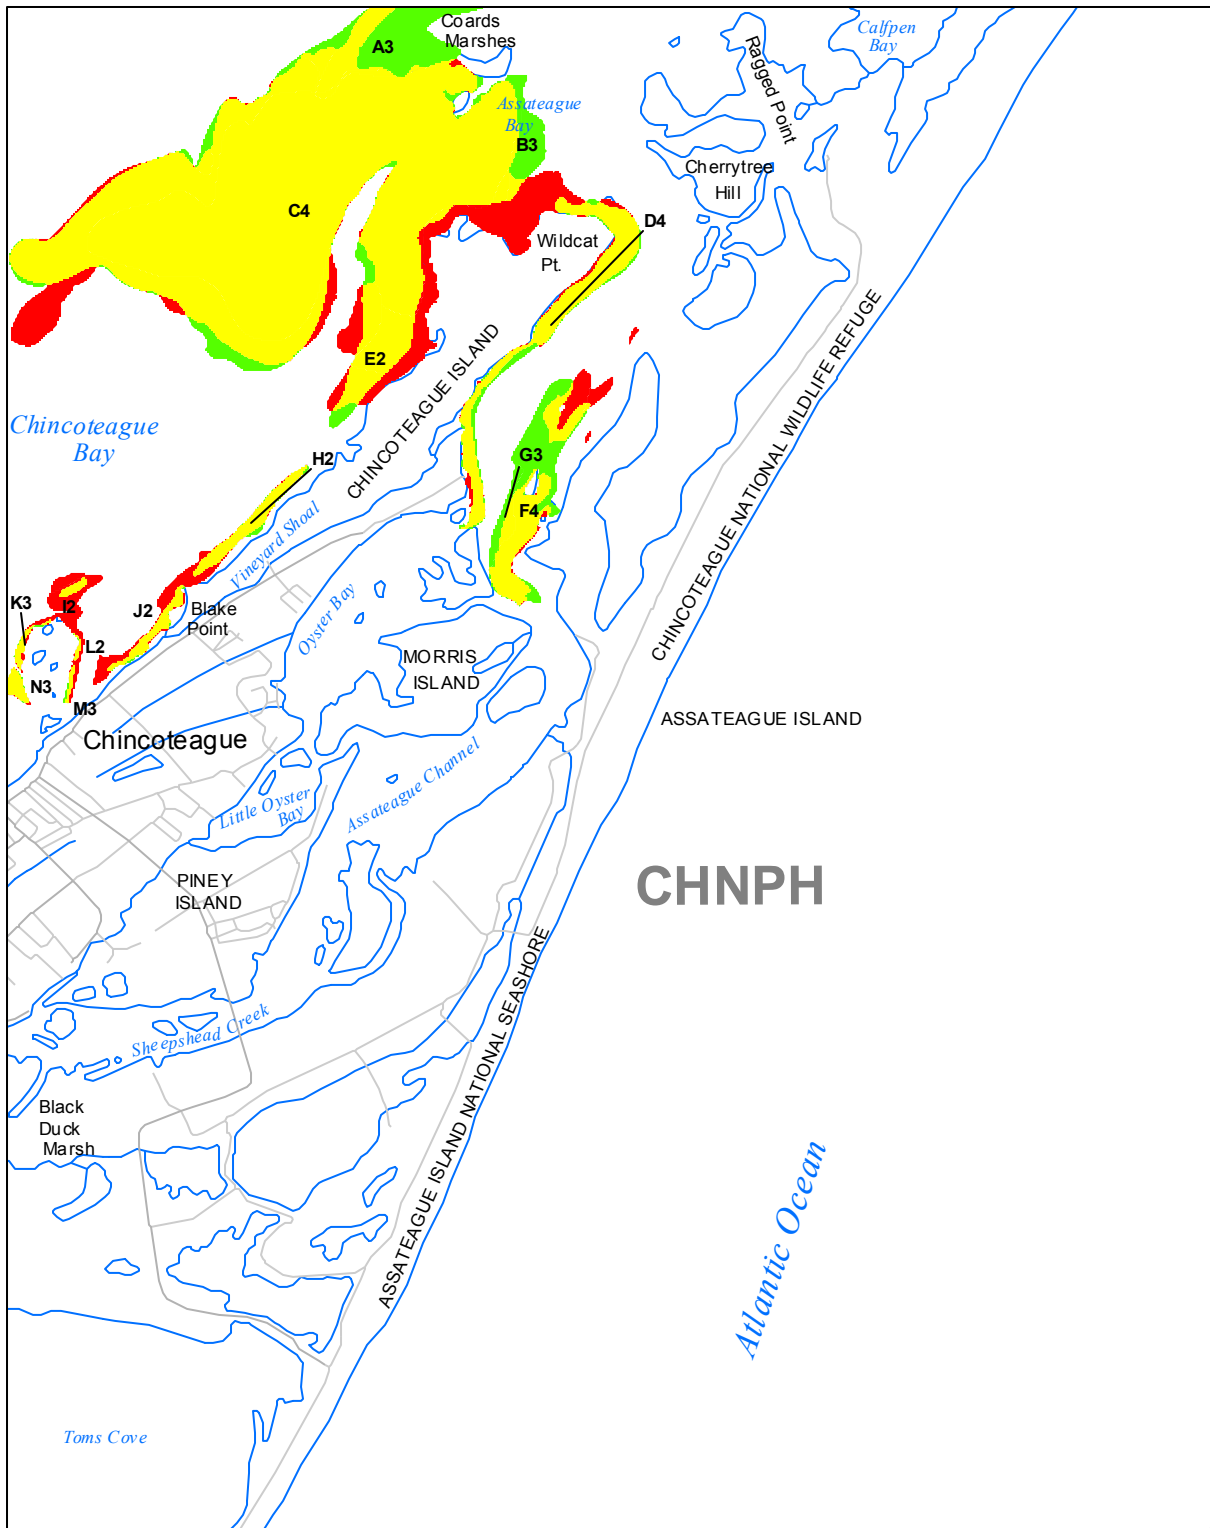 Coards
Marshes
Calfpen
Bay
A3
Ragged Point
Assateague
Bay
B3
Cherrytree
Hill
C4
D4
Wildcat
Pt.
E2
CHINCOTEAGUE ISLAND
CHINCOTEAGUE NATIONAL WILDLIFE REFUGE
Chincoteague
Bay
H2
G3
F4
Vineyard Shoal
K3
I2
J2
Blake
Point
Oyster Bay
L2
MORRIS
ISLAND
N3
M3
ASSATEAGUE ISLAND
Chincoteague
Assateague Channel
Little Oyster
Bay
PINEY
ISLAND
CHNPH
ASSATEAGUE ISLAND NATIONAL SEASHORE
Sheepshead Creek
Black
Duck
Marsh
Atlantic Ocean
Toms Cove